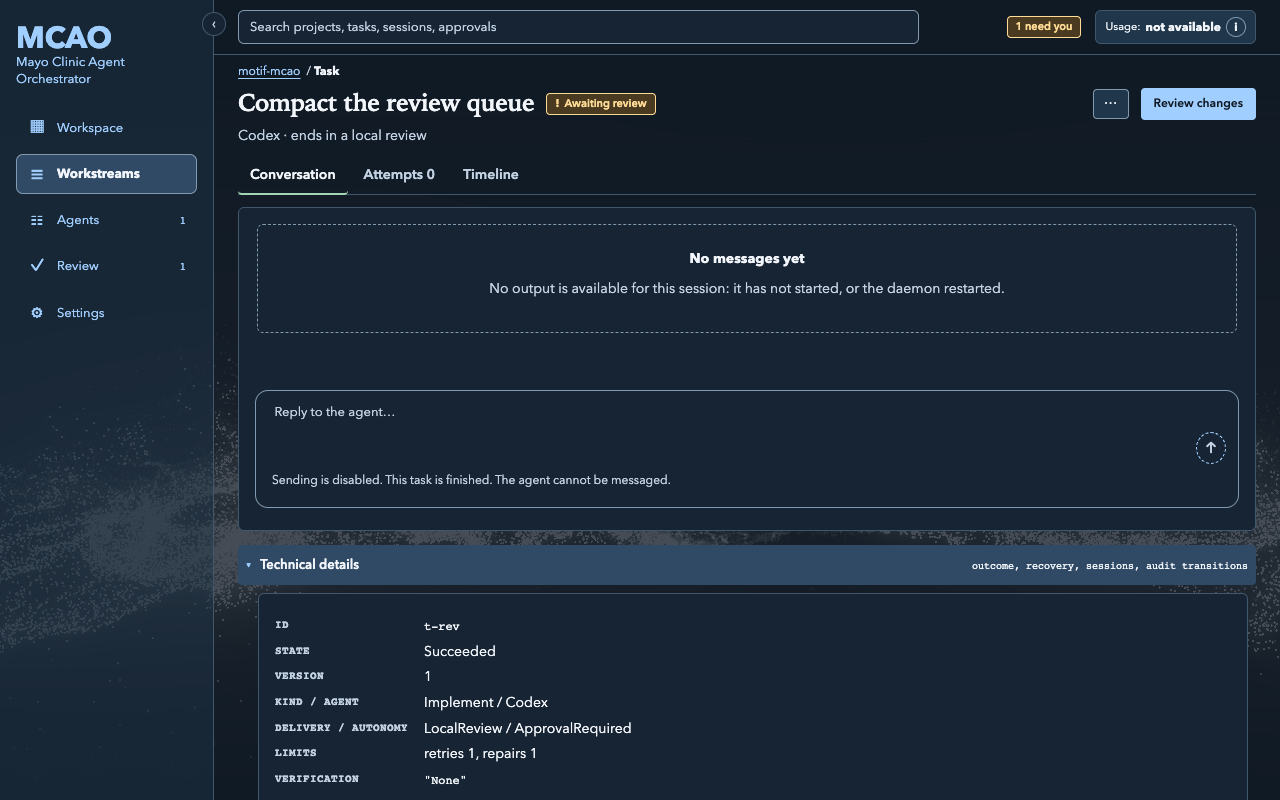 MCAO
Mayo Clinic Agent
Orchestrator
Workspace
Workstreams
Agents 1
Review 1
Settings
Search projects, tasks, sessions, approvals
1 need you
Usage: not available i
motif-mcao / Task
Compact the review queue ! Awaiting review
... Review changes
Codex · ends in a local review
Conversation Attempts 0 Timeline
No messages yet
No output is available for this session: it has not started, or the daemon restarted.
Reply to the agent…
Sending is disabled. This task is finished. The agent cannot be messaged.
Technical details outcome, recovery, sessions, audit transitions
ID t-rev
STATE Succeeded
VERSION 1
KIND / AGENT Implement / Codex
DELIVERY / AUTONOMY LocalReview / ApprovalRequired
LIMITS retries 1, repairs 1
VERIFICATION "None"